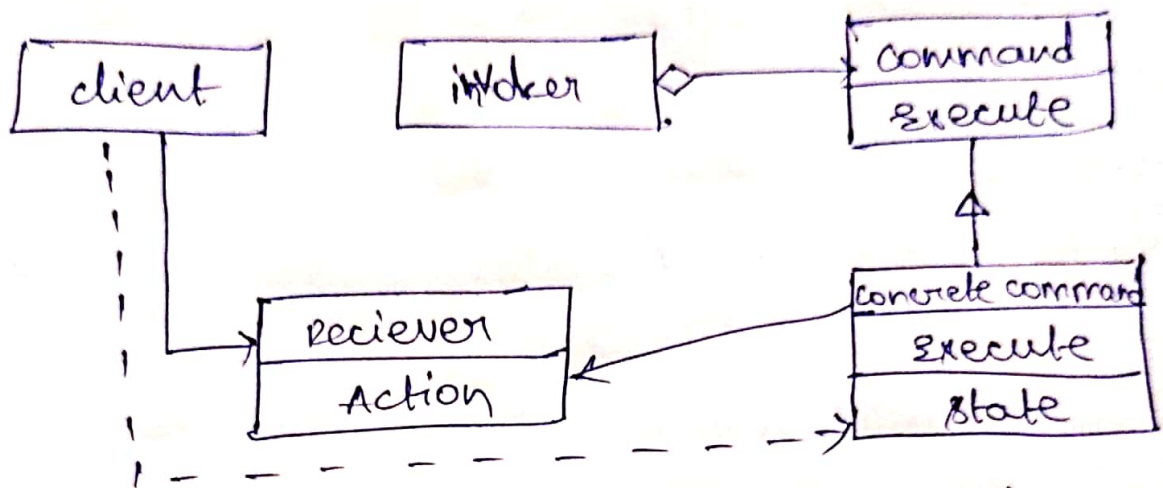 client
invoker
command
Execute
Reciever
Action
concrete command
Execute
state